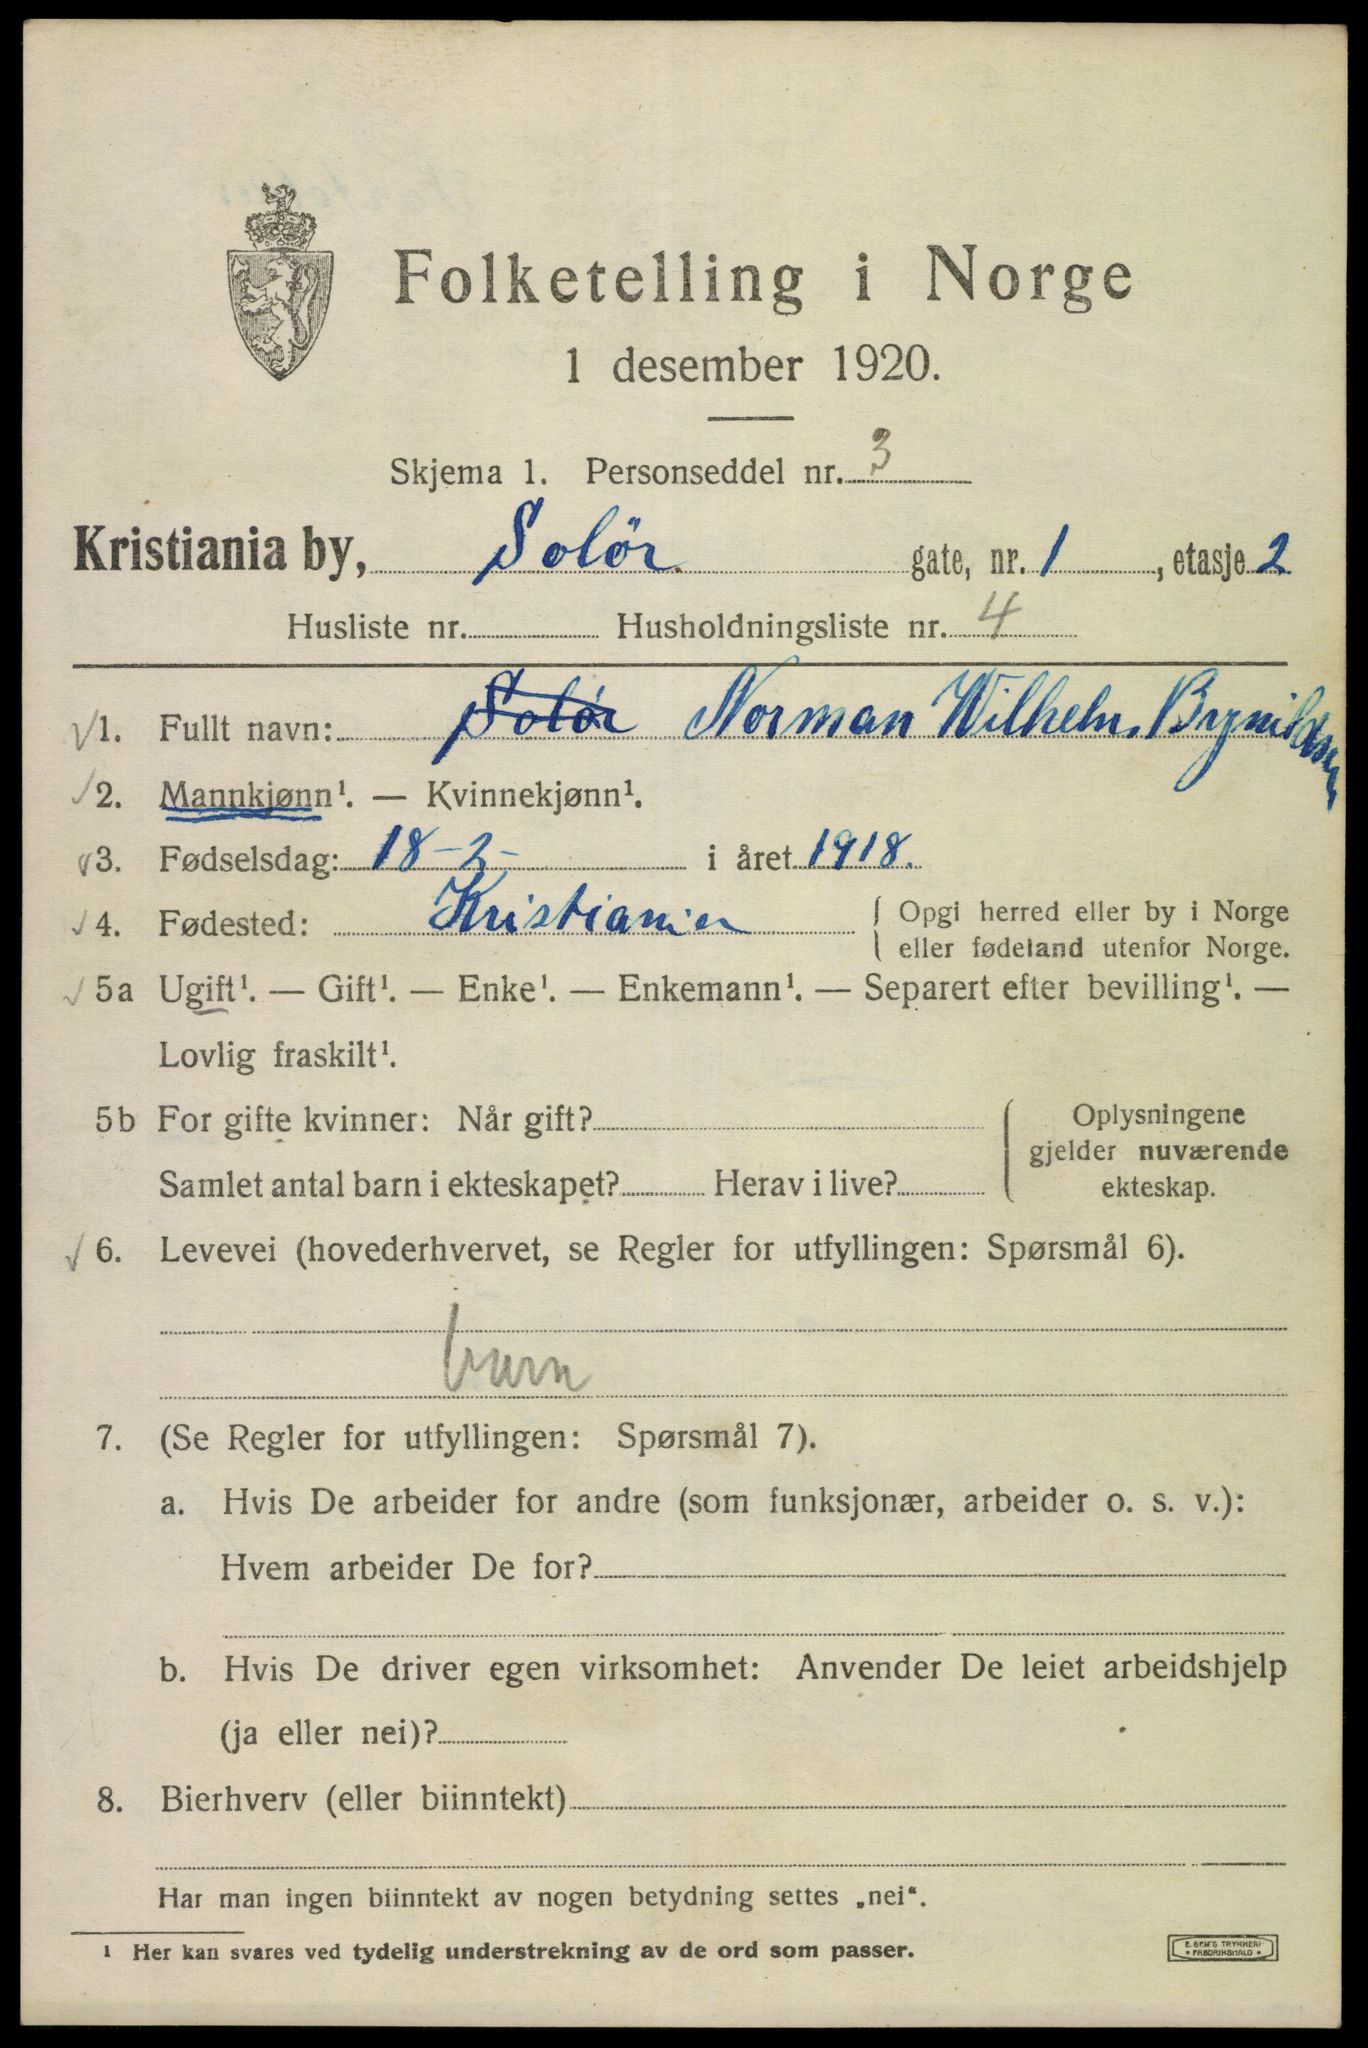 Folketelling i Norge
1 desember 1920.
Skjema 1. Personseddel nr. 3
Kristiania by, Solör gate, nr. 1, etasje 2
Husliste nr. Husholdningsliste nr. 4
1. Fullt navn: Solör Norman Wilhelm Brynildsen
2. Mannkjønn¹. — Kvinnekjønn¹.
3. Fødselsdag: 18-2- i året 1918.
4. Fødested: Kristiania Opgi herred eller by i Norge
eller fødeland utenfor Norge.
5a Ugift¹. — Gift¹. — Enke¹. — Enkemann¹. — Separert efter bevilling¹. —
Lovlig fraskilt¹.
5b For gifte kvinner: Når gift?
Samlet antal barn i ekteskapet? Herav i live?
Oplysningene
gjelder nuværende
ekteskap.
6. Levevei (hovederhvervet, se Regler for utfyllingen: Spørsmål 6).
barn
7. (Se Regler for utfyllingen: Spørsmål 7).
a. Hvis De arbeider for andre (som funksjonær, arbeider o. s. v.):
Hvem arbeider De for?
b. Hvis De driver egen virksomhet: Anvender De leiet arbeidshjelp
(ja eller nei)?
8. Bierhverv (eller biinntekt)
Har man ingen biinntekt av nogen betydning settes „nei“.
1 Her kan svares ved tydelig understrekning av de ord som passer.
E. SEM'S TRYKKERI
• FREDRIKSHALD •